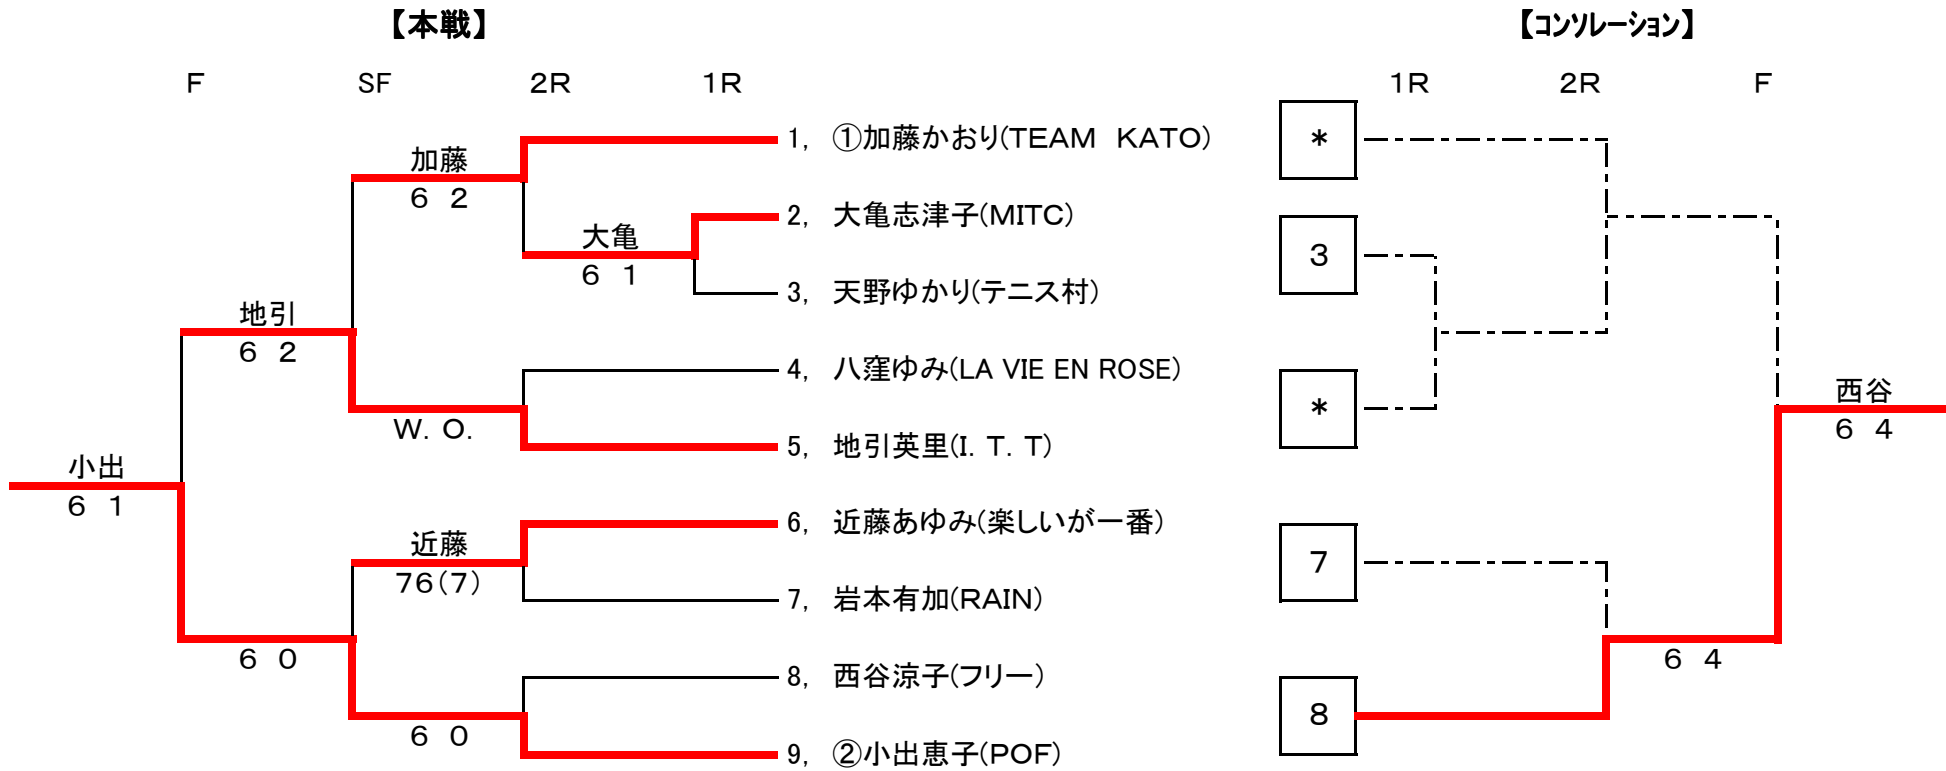 【本戦】 【コンソレーション】
F SF 2R 1R 1R 2R F
1, ①加藤かおり(TEAM KATO) *
加藤
6 2
2, 大亀志津子(MITC)
大亀
6 1
3
3, 天野ゆかり(テニス村)
地引
6 2
4, 八窪ゆみ(LA VIE EN ROSE)
*
西谷
6 4
W. O.
5, 地引英里(I. T. T)
小出
6 1
6, 近藤あゆみ(楽しいが一番)
近藤
76(7)
7
7, 岩本有加(RAIN)
6 0
6 4
8, 西谷涼子(フリー)
8
6 0
9, ②小出恵子(POF)